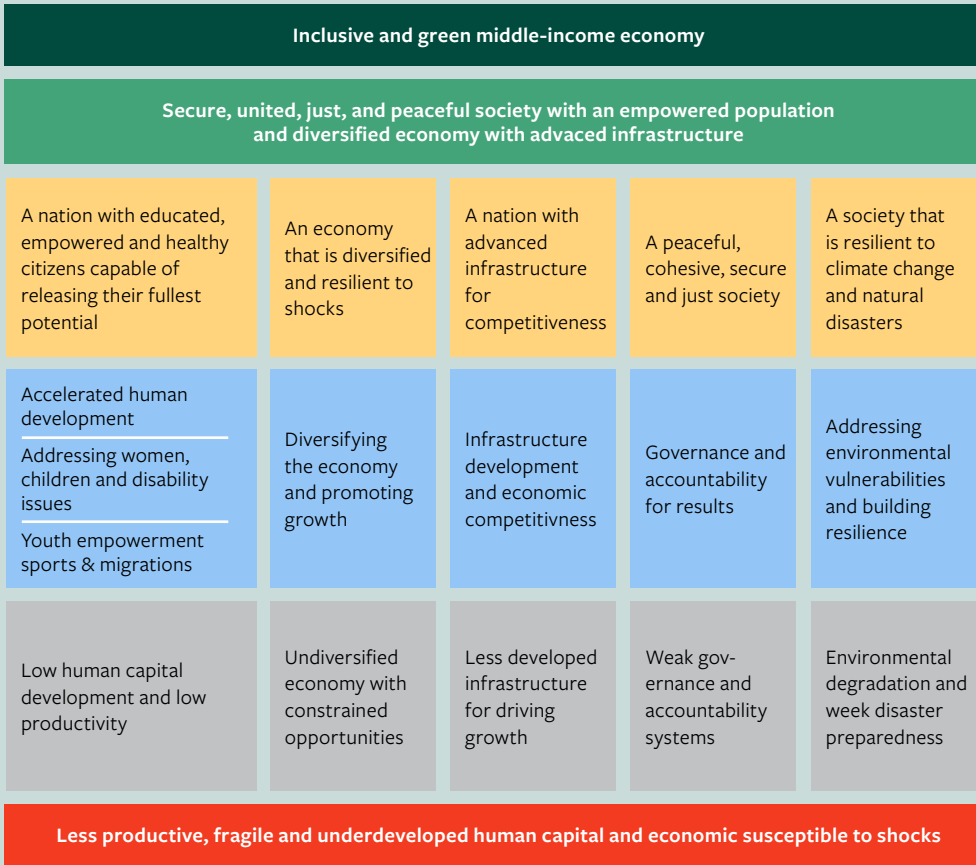 Inclusive and green middle-income economy
Secure, united, just, and peaceful society with an empowered population
and diversified economy with advaced infrastructure
A nation with educated,
empowered and healthy
citizens capable of
releasing their fullest
potential
An economy
that is diversified
and resilient to
shocks
A nation with
advanced
infrastructure
for
competitiveness
A peaceful,
cohesive, secure
and just society
A society that
is resilient to
climate change
and natural
disasters
Accelerated human
development
Addressing women,
children and disability
issues
Youth empowerment
sports & migrations
Diversifying
the economy
and promoting
growth
Infrastructure
development
and economic
competitivness
Governance and
accountability
for results
Addressing
environmental
vulnerabilities
and building
resilience
Low human capital
development and low
productivity
Undiversified
economy with
constrained
opportunities
Less developed
infrastructure
for driving
growth
Weak gov-
ernance and
accountability
systems
Environmental
degradation and
week disaster
preparedness
Less productive, fragile and underdeveloped human capital and economic susceptible to shocks